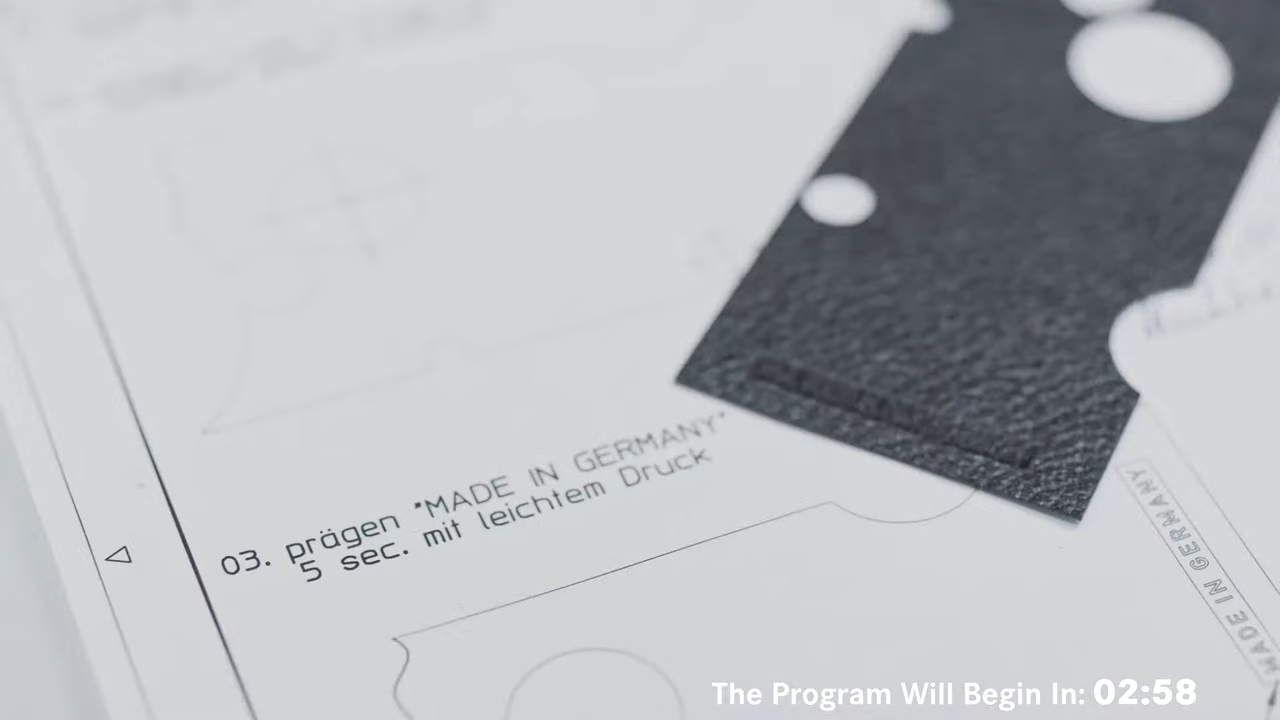 03. prägen "MADE IN GERMANY"
5 sec. mit leichtem Druck
MADE IN GERMANY
The Program Will Begin In: 02:58